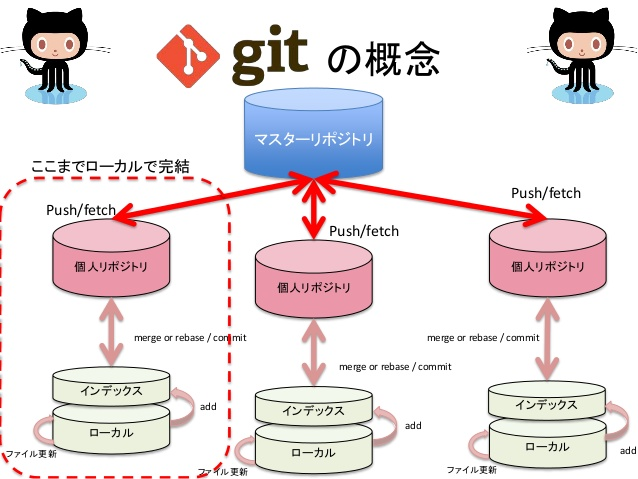 git の概念
マスターリポジトリ
ここまでローカルで完結
Push/fetch
Push/fetch
Push/fetch
個人リポジトリ
個人リポジトリ
個人リポジトリ
merge or rebase / commit
merge or rebase / commit
merge or rebase / commit
インデックス
add
ローカル
ファイル更新
インデックス
add
ローカル
ファイル更新
インデックス
add
ローカル
ファイル更新